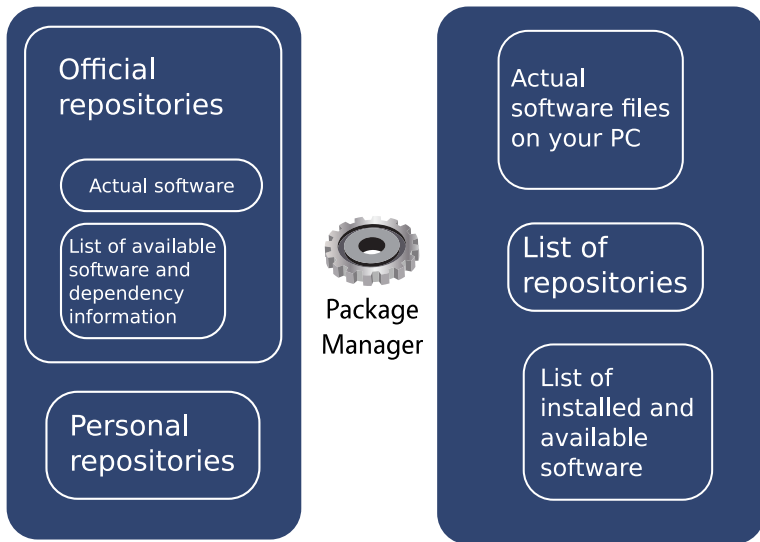 Official
repositories
Actual software
List of available
software and
dependency
information
Personal
repositories
Package
Manager
Actual
software files
on your PC
List of
repositories
List of
installed and
available
software